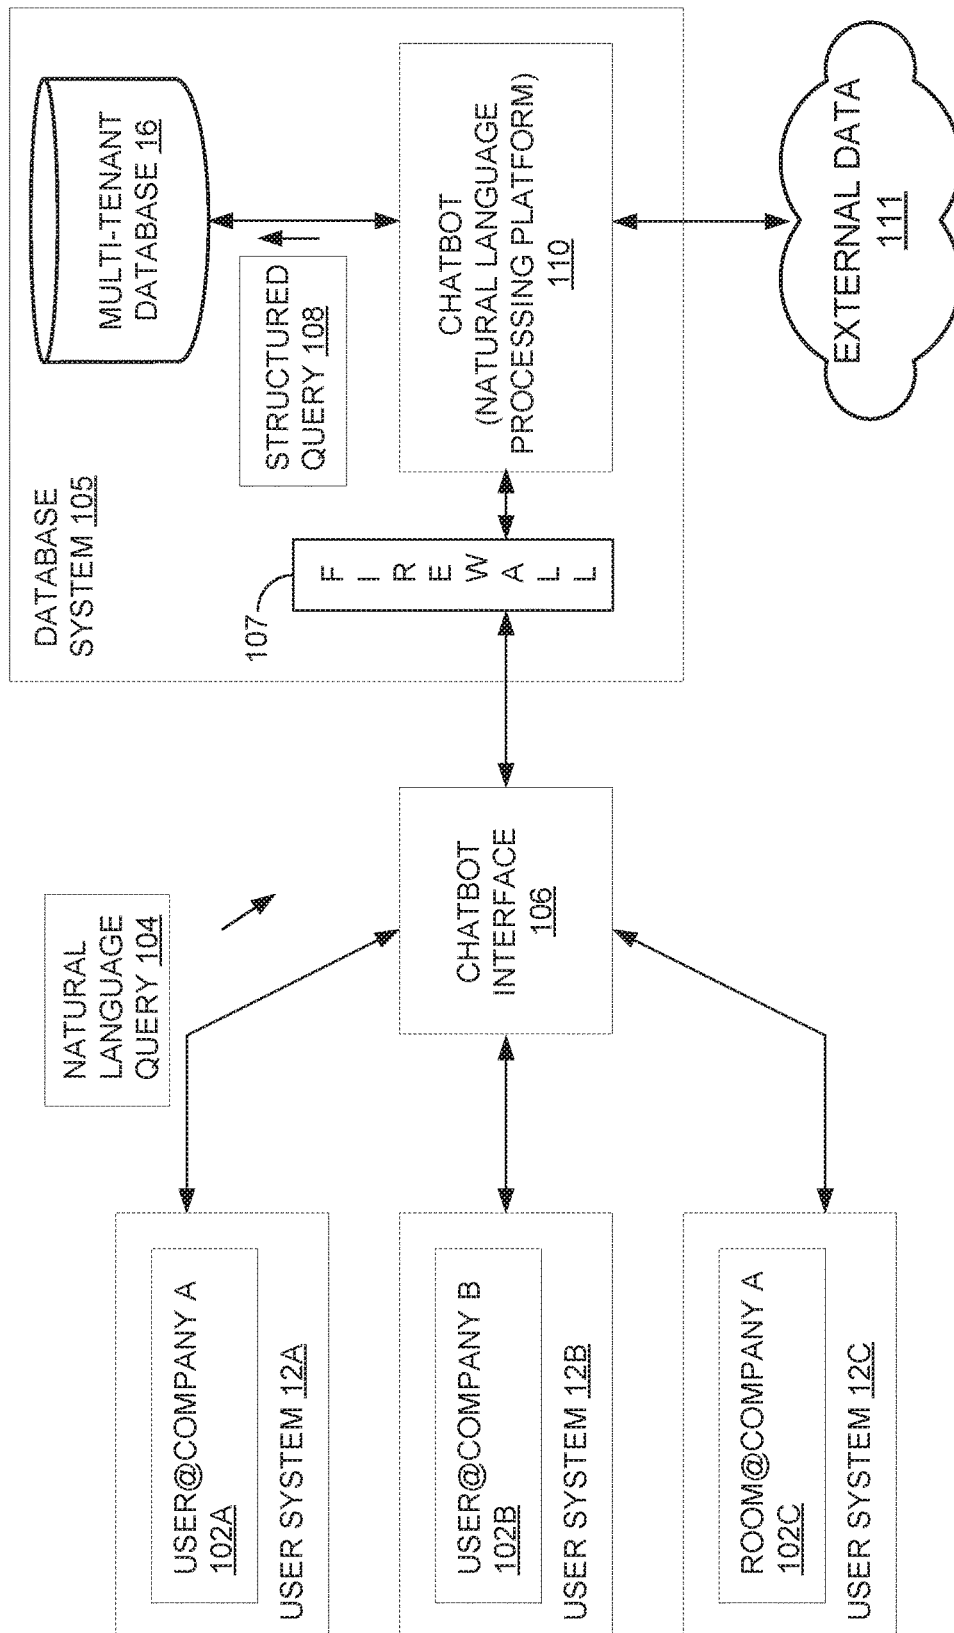 USER@COMPANY A
102A
USER SYSTEM 12A
USER@COMPANY B
102B
USER SYSTEM 12B
ROOM@COMPANY A
102C
USER SYSTEM 12C
NATURAL
LANGUAGE
QUERY 104
CHATBOT
INTERFACE
106
DATABASE
SYSTEM 105
107
FIREWALL
STRUCTURED
QUERY 108
MULTI-TENANT
DATABASE 16
CHATBOT
(NATURAL LANGUAGE
PROCESSING PLATFORM)
110
EXTERNAL DATA
111